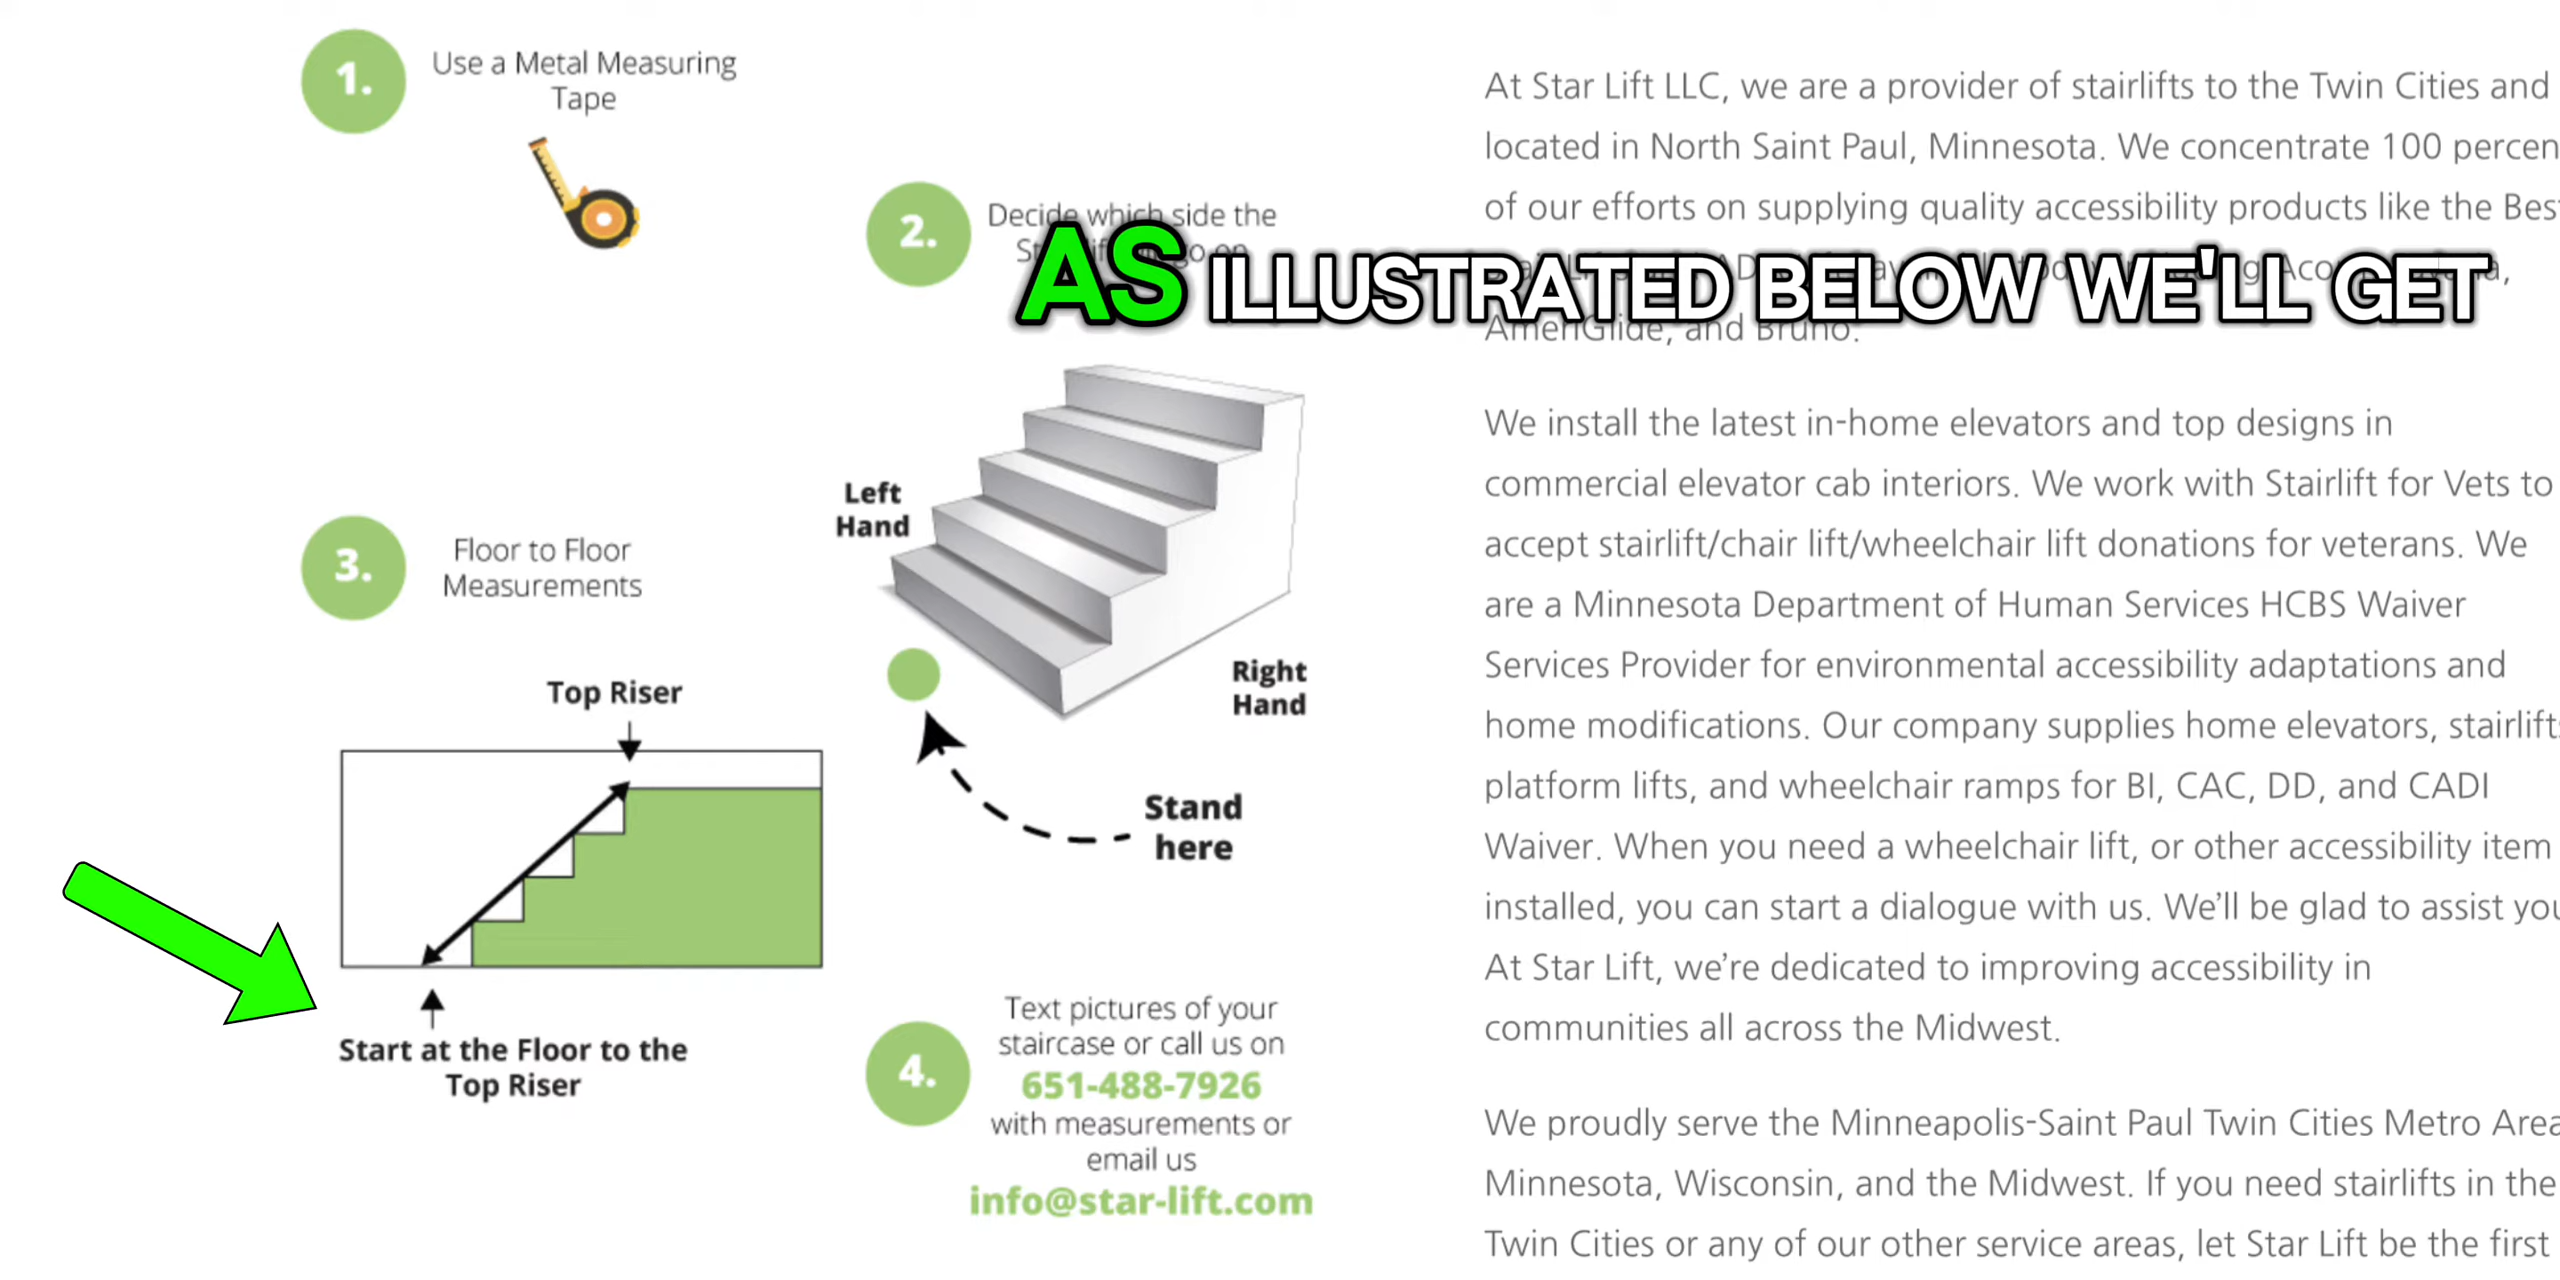 1.
Use a Metal Measuring
Tape
2.
Decide which side the
AS ILLUSTRATED BELOW WE'LL GET
Left
Hand
Right
Hand
Stand
here
3.
Floor to Floor
Measurements
Top Riser
Start at the Floor to the
Top Riser
4.
Text pictures of your
staircase or call us on
651-488-7926
with measurements or
email us
info@star-lift.com
At Star Lift LLC, we are a provider of stairlifts to the Twin Cities and
located in North Saint Paul, Minnesota. We concentrate 100 percen
of our efforts on supplying quality accessibility products like the Bes
AmeriGlide, and Bruno.
We install the latest in-home elevators and top designs in
commercial elevator cab interiors. We work with Stairlift for Vets to
accept stairlift/chair lift/wheelchair lift donations for veterans. We
are a Minnesota Department of Human Services HCBS Waiver
Services Provider for environmental accessibility adaptations and
home modifications. Our company supplies home elevators, stairlifts
platform lifts, and wheelchair ramps for BI, CAC, DD, and CADI
Waiver. When you need a wheelchair lift, or other accessibility item
installed, you can start a dialogue with us. We’ll be glad to assist you
At Star Lift, we’re dedicated to improving accessibility in
communities all across the Midwest.
We proudly serve the Minneapolis-Saint Paul Twin Cities Metro Area
Minnesota, Wisconsin, and the Midwest. If you need stairlifts in the
Twin Cities or any of our other service areas, let Star Lift be the first